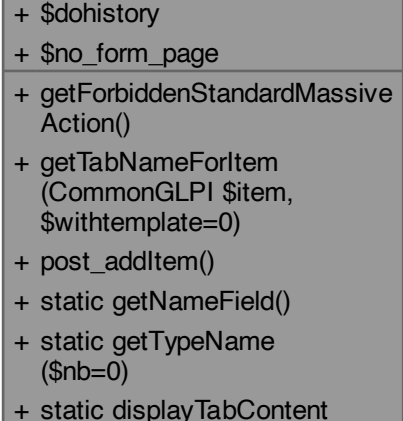 + $dohistory
+ $no_form_page
+ getForbiddenStandardMassive
Action()
+ getTabNameForItem
(CommonGLPI $item,
$withtemplate=0)
+ post_addItem()
+ static getNameField()
+ static getTypeName
($nb=0)
+ static displayTabContent